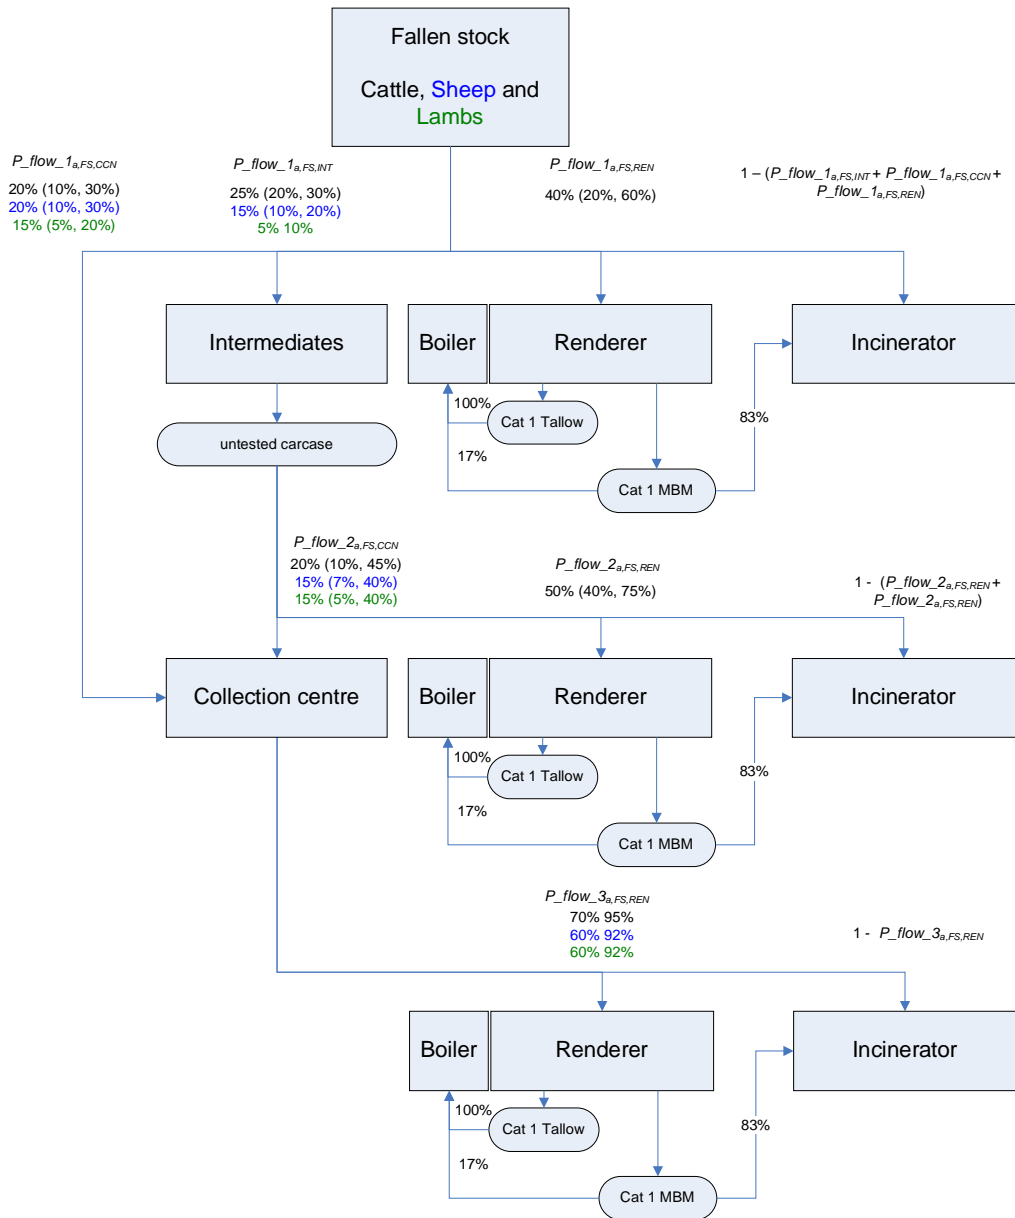 Fallen stock
Cattle, Sheep and
Lambs
P_flow_1a,FS,CCN
20% (10%, 30%)
20% (10%, 30%)
15% (5%, 20%)
P_flow_1a,FS,INT
25% (20%, 30%)
15% (10%, 20%)
5% 10%
P_flow_1a,FS,REN
40% (20%, 60%)
1 – (P_flow_1a,FS,INT + P_flow_1a,FS,CCN +
P_flow_1a,FS,REN)
Intermediates
Boiler
Renderer
Incinerator
100%
Cat 1 Tallow
83%
untested carcase
17%
Cat 1 MBM
P_flow_2a,FS,CCN
20% (10%, 45%)
15% (7%, 40%)
15% (5%, 40%)
P_flow_2a,FS,REN
50% (40%, 75%)
1 - (P_flow_2a,FS,REN +
P_flow_2a,FS,REN)
Collection centre
Boiler
Renderer
Incinerator
100%
Cat 1 Tallow
83%
17%
Cat 1 MBM
P_flow_3a,FS,REN
70% 95%
60% 92%
60% 92%
1 - P_flow_3a,FS,REN
Boiler
Renderer
Incinerator
100%
Cat 1 Tallow
83%
17%
Cat 1 MBM